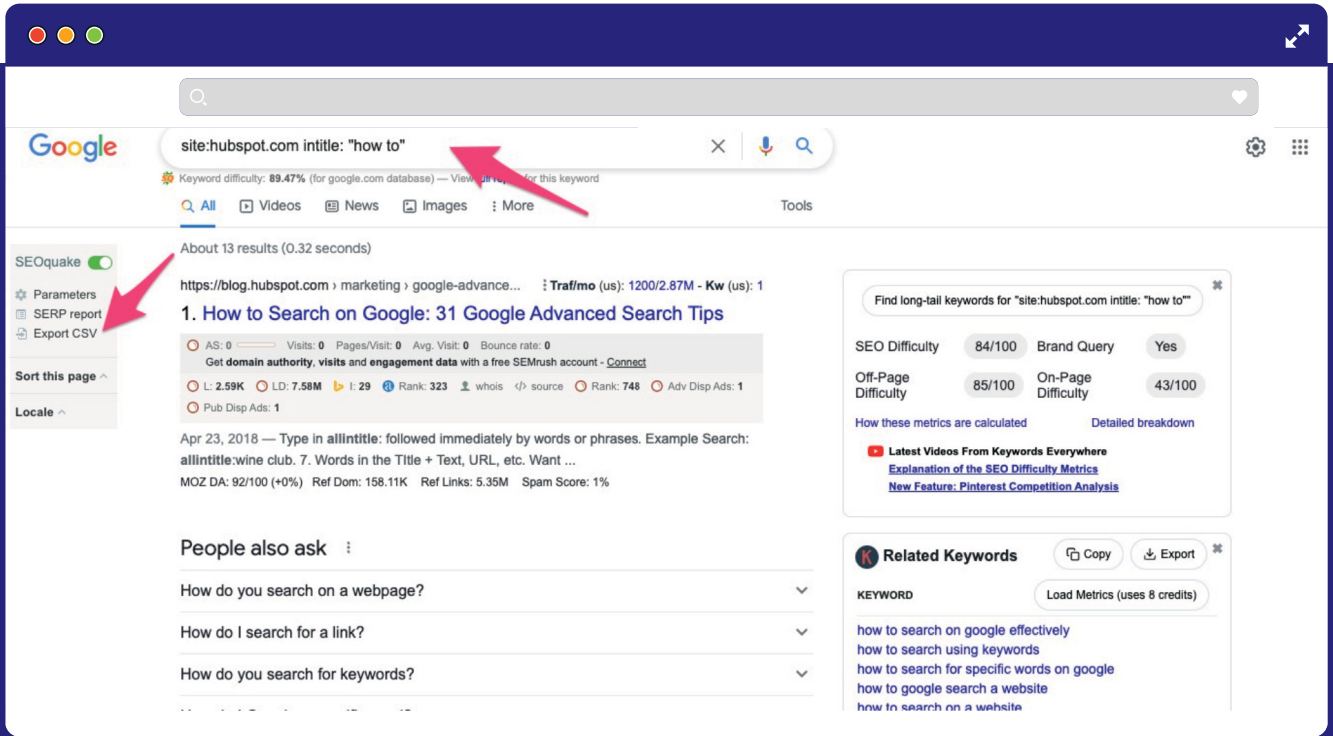 Google
site:hubspot.com intitle: "how to"
Keyword difficulty: 89.47% (for google.com database) — View full report for this keyword
All Videos News Images More Tools
About 13 results (0.32 seconds)
SEOquake
Parameters
SERP report
Export CSV
Sort this page
Locale
https://blog.hubspot.com › marketing › google-advance... Traf/mo (us): 1200/2.87M - Kw (us): 1
1. How to Search on Google: 31 Google Advanced Search Tips
AS: 0 Visits: 0 Pages/Visit: 0 Avg. Visit: 0 Bounce rate: 0
Get domain authority, visits and engagement data with a free SEMrush account - Connect
L: 2.59K LD: 7.58M I: 29 Rank: 323 whois </> source Rank: 748 Adv Disp Ads: 1
Pub Disp Ads: 1
Apr 23, 2018 — Type in allintitle: followed immediately by words or phrases. Example Search:
allintitle:wine club. 7. Words in the TItle + Text, URL, etc. Want ...
MOZ DA: 92/100 (+0%) Ref Dom: 158.11K Ref Links: 5.35M Spam Score: 1%
People also ask
How do you search on a webpage?
How do I search for a link?
How do you search for keywords?
Find long-tail keywords for "site:hubspot.com intitle: "how to""
SEO Difficulty 84/100 Brand Query Yes
Off-Page Difficulty 85/100 On-Page Difficulty 43/100
How these metrics are calculated Detailed breakdown
Latest Videos From Keywords Everywhere
Explanation of the SEO Difficulty Metrics
New Feature: Pinterest Competition Analysis
K Related Keywords Copy Export
KEYWORD Load Metrics (uses 8 credits)
how to search on google effectively
how to search using keywords
how to search for specific words on google
how to google search a website
how to search on a website